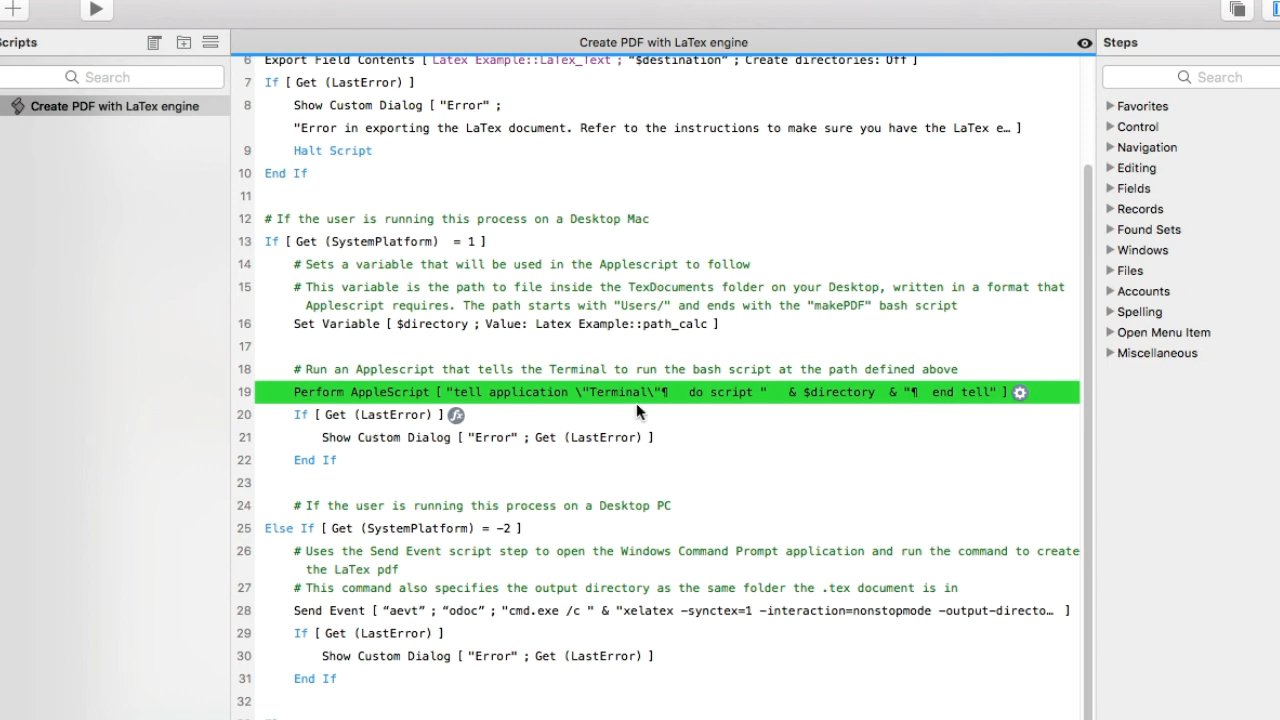 Scripts
Create PDF with LaTex engine
Steps
Search
Search
Create PDF with LaTex engine
6 Export Field Contents [ Latex Example::LaTex_Text ; "$destination" ; Create directories: Off ]
7 If [ Get (LastError) ]
8 Show Custom Dialog [ "Error" ;
"Error in exporting the LaTex document. Refer to the instructions to make sure you have the LaTex e… ]
9 Halt Script
10 End If
11
12 # If the user is running this process on a Desktop Mac
13 If [ Get (SystemPlatform)  = 1 ]
14 # Sets a variable that will be used in the Applescript to follow
15 # This variable is the path to file inside the TexDocuments folder on your Desktop, written in a format that
Applescript requires. The path starts with "Users/" and ends with the "makePDF" bash script
16 Set Variable [ $directory ; Value: Latex Example::path_calc ]
17
18 # Run an Applescript that tells the Terminal to run the bash script at the path defined above
19 Perform AppleScript [ "tell application \"Terminal\"¶   do script "   & $directory  & "¶  end tell" ]
20 If [ Get (LastError) ]
21 Show Custom Dialog [ "Error" ; Get (LastError) ]
22 End If
23
24 # If the user is running this process on a Desktop PC
25 Else If [ Get (SystemPlatform) = -2 ]
26 # Uses the Send Event script step to open the Windows Command Prompt application and run the command to create
the LaTex pdf
27 # This command also specifies the output directory as the same folder the .tex document is in
28 Send Event [ "aevt" ; "odoc" ; "cmd.exe /c " & "xelatex -synctex=1 -interaction=nonstopmode -output-directo… ]
29 If [ Get (LastError) ]
30 Show Custom Dialog [ "Error" ; Get (LastError) ]
31 End If
32
Favorites
Control
Navigation
Editing
Fields
Records
Found Sets
Windows
Files
Accounts
Spelling
Open Menu Item
Miscellaneous